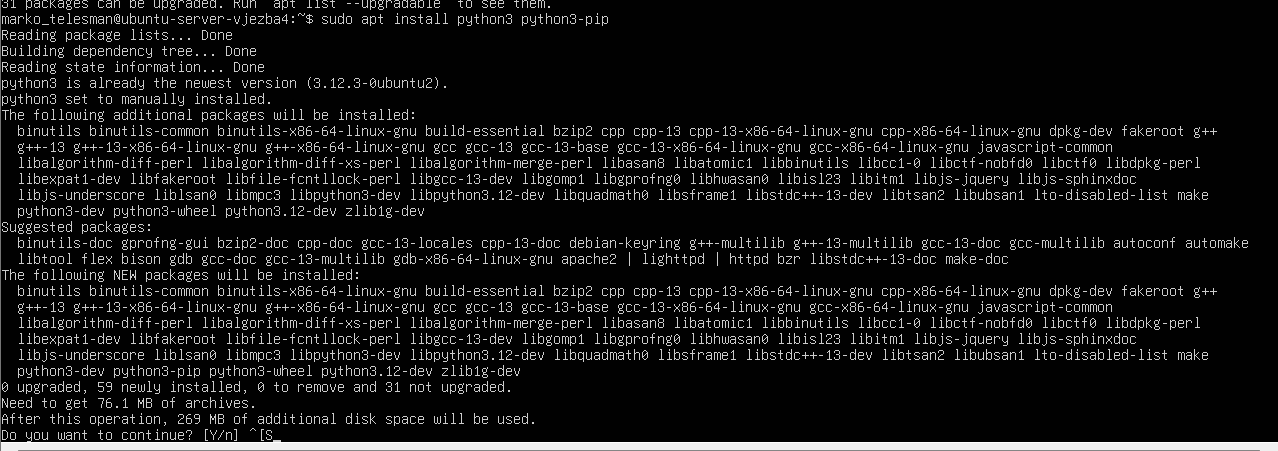 31 packages can be upgraded. Run 'apt list --upgradable' to see them.
marko_telesman@ubuntu-server-vjezba4:~$ sudo apt install python3 python3-pip
Reading package lists... Done
Building dependency tree... Done
Reading state information... Done
python3 is already the newest version (3.12.3-0ubuntu2).
python3 set to manually installed.
The following additional packages will be installed:
  binutils binutils-common binutils-x86-64-linux-gnu build-essential bzip2 cpp cpp-13 cpp-13-x86-64-linux-gnu cpp-x86-64-linux-gnu dpkg-dev fakeroot g++
  g++-13 g++-13-x86-64-linux-gnu g++-x86-64-linux-gnu gcc gcc-13 gcc-13-base gcc-13-x86-64-linux-gnu gcc-x86-64-linux-gnu javascript-common
  libalgorithm-diff-perl libalgorithm-diff-xs-perl libalgorithm-merge-perl libasan8 libatomic1 libbinutils libcc1-0 libctf-nobfd0 libctf0 libdpkg-perl
  libexpat1-dev libfakeroot libfile-fcntllock-perl libgcc-13-dev libgomp1 libgprofng0 libhwasan0 libisl23 libitm1 libjs-jquery libjs-sphinxdoc
  libjs-underscore liblsan0 libmpc3 libpython3-dev libpython3.12-dev libquadmath0 libsframe1 libstdc++-13-dev libtsan2 libubsan1 lto-disabled-list make
  python3-dev python3-wheel python3.12-dev zlib1g-dev
Suggested packages:
  binutils-doc gprofng-gui bzip2-doc cpp-doc gcc-13-locales cpp-13-doc debian-keyring g++-multilib g++-13-multilib gcc-13-doc gcc-multilib autoconf automake
  libtool flex bison gdb gcc-doc gcc-13-multilib gdb-x86-64-linux-gnu apache2 | lighttpd | httpd bzr libstdc++-13-doc make-doc
The following NEW packages will be installed:
  binutils binutils-common binutils-x86-64-linux-gnu build-essential bzip2 cpp cpp-13 cpp-13-x86-64-linux-gnu cpp-x86-64-linux-gnu dpkg-dev fakeroot g++
  g++-13 g++-13-x86-64-linux-gnu g++-x86-64-linux-gnu gcc gcc-13 gcc-13-base gcc-13-x86-64-linux-gnu gcc-x86-64-linux-gnu javascript-common
  libalgorithm-diff-perl libalgorithm-diff-xs-perl libalgorithm-merge-perl libasan8 libatomic1 libbinutils libcc1-0 libctf-nobfd0 libctf0 libdpkg-perl
  libexpat1-dev libfakeroot libfile-fcntllock-perl libgcc-13-dev libgomp1 libgprofng0 libhwasan0 libisl23 libitm1 libjs-jquery libjs-sphinxdoc
  libjs-underscore liblsan0 libmpc3 libpython3-dev libpython3.12-dev libquadmath0 libsframe1 libstdc++-13-dev libtsan2 libubsan1 lto-disabled-list make
  python3-dev python3-pip python3-wheel python3.12-dev zlib1g-dev
0 upgraded, 59 newly installed, 0 to remove and 31 not upgraded.
Need to get 76.1 MB of archives.
After this operation, 269 MB of additional disk space will be used.
Do you want to continue? [Y/n] ^[S_